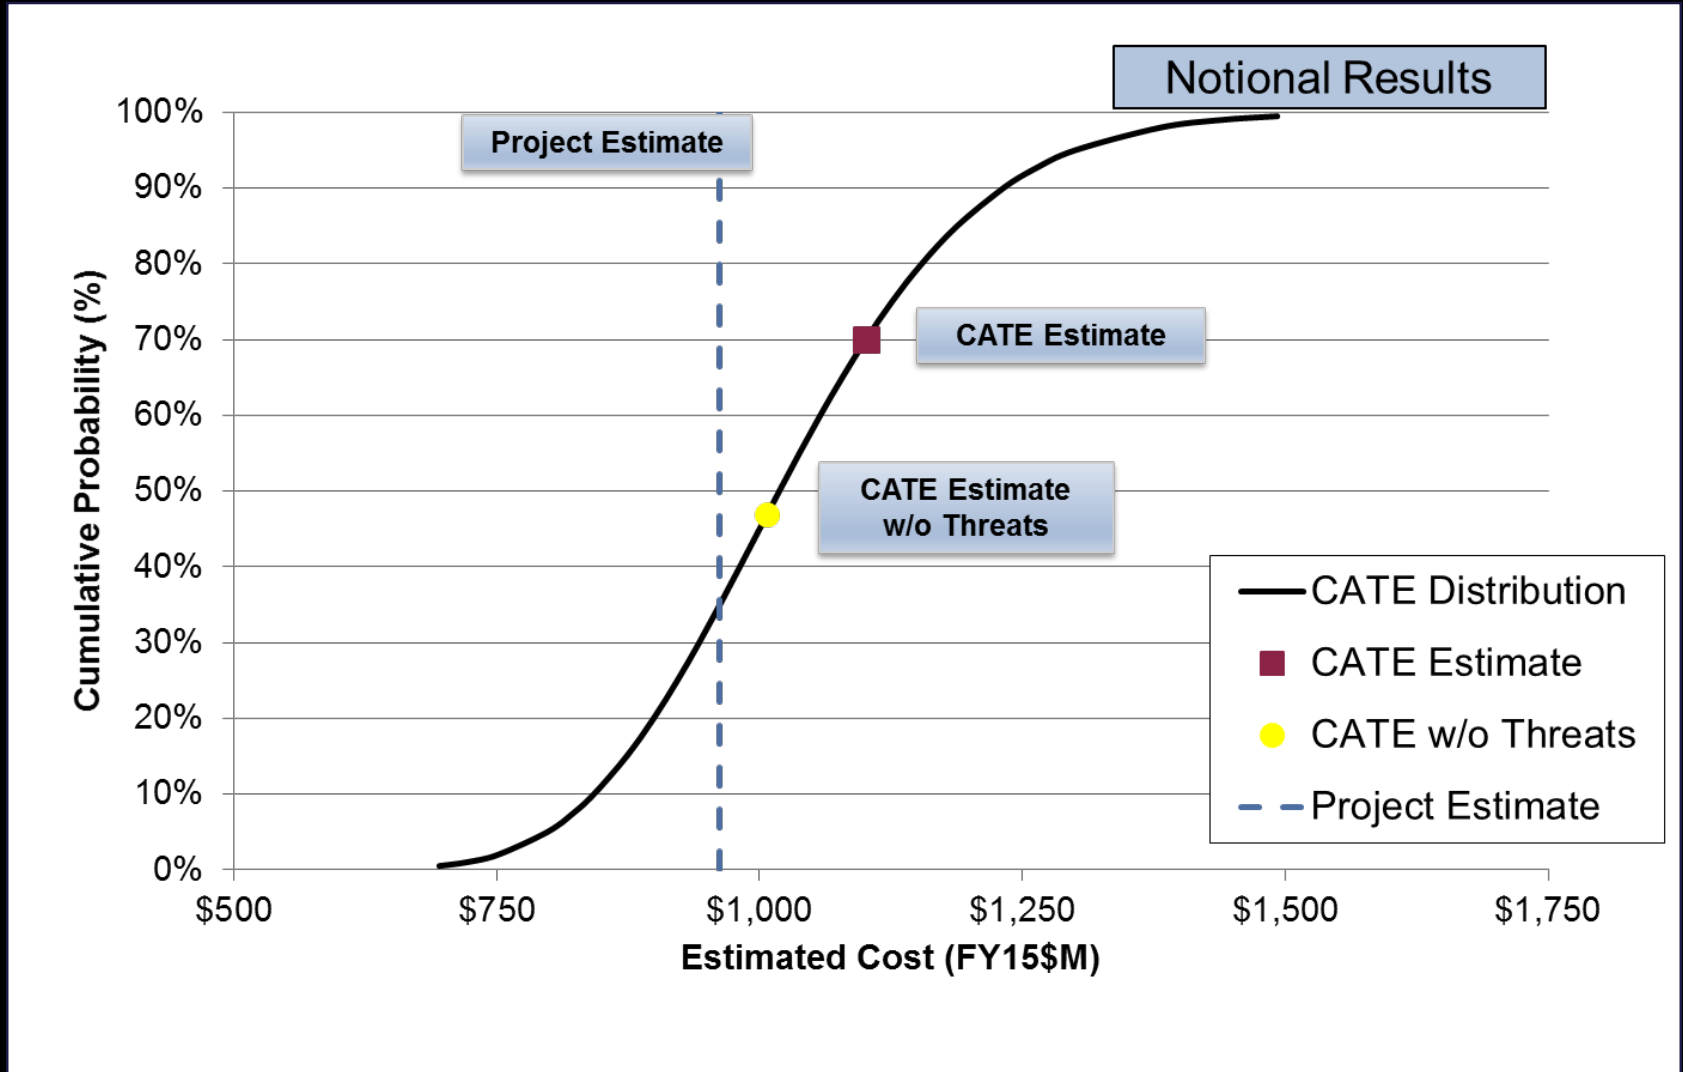 Notional Results
100%
90%
80%
70%
60%
50%
40%
30%
20%
10%
0%
Cumulative Probability (%)
Project Estimate
CATE Estimate
CATE Estimate
w/o Threats
CATE Distribution
CATE Estimate
CATE w/o Threats
Project Estimate
$500
$750
$1,000
$1,250
$1,500
$1,750
Estimated Cost (FY15$M)